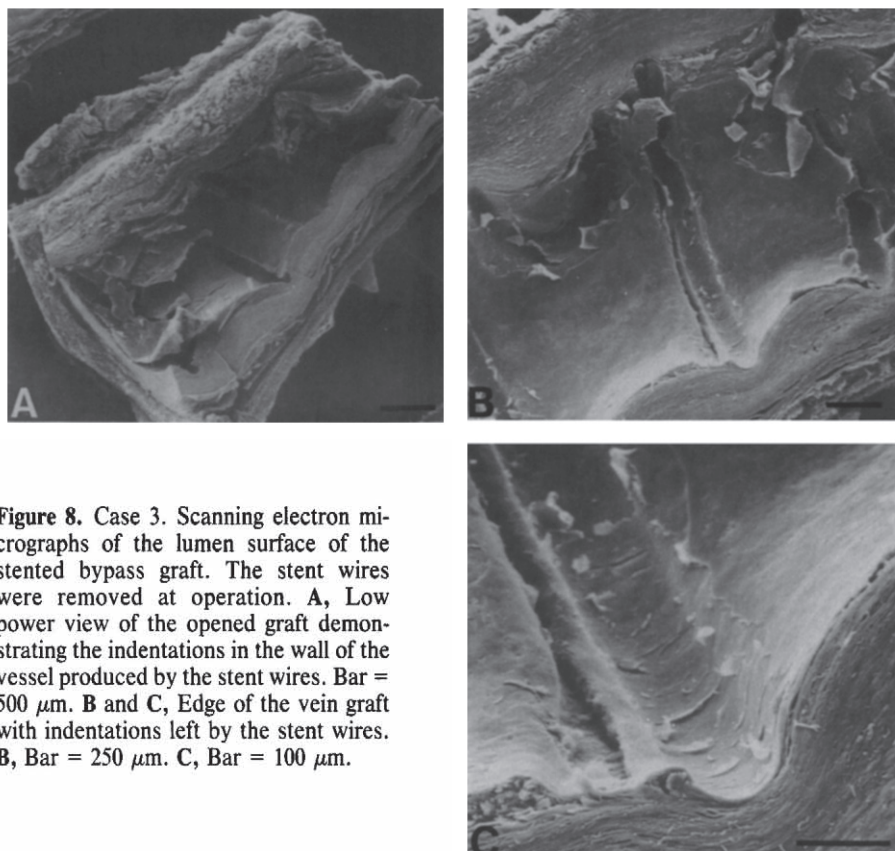 A
B
Figure 8. Case 3. Scanning electron mi-
crographs of the lumen surface of the
stented bypass graft. The stent wires
were removed at operation. A, Low
power view of the opened graft demon-
strating the indentations in the wall of the
vessel produced by the stent wires. Bar =
500 μm. B and C, Edge of the vein graft
with indentations left by the stent wires.
B, Bar = 250 μm. C, Bar = 100 μm.
C